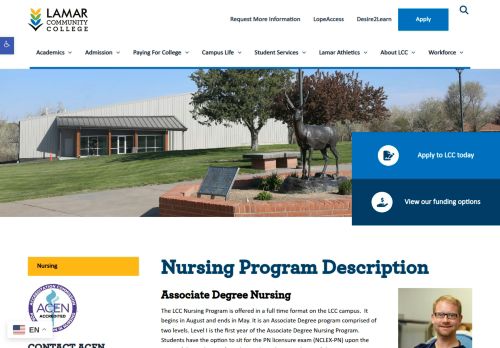 LAMAR
COMMUNITY
COLLEGE
Request More Information
LopeAccess
Desire2Learn
Apply
Academics
Admission
Paying For College
Campus Life
Student Services
Lamar Athletics
About LCC
Workforce
Apply to LCC today
View our funding options
Nursing
ACEN
ACCREDITED
EN
CONTACT ACEN
Nursing Program Description
Associate Degree Nursing
The LCC Nursing Program is offered in a full time format on the LCC campus. It
begins in August and ends in May. It is an Associate Degree program comprised of
two levels. Level I is the first year of the Associate Degree Nursing Program.
Students have the option to sit for the PN licensure exam (NCLEX-PN) upon the